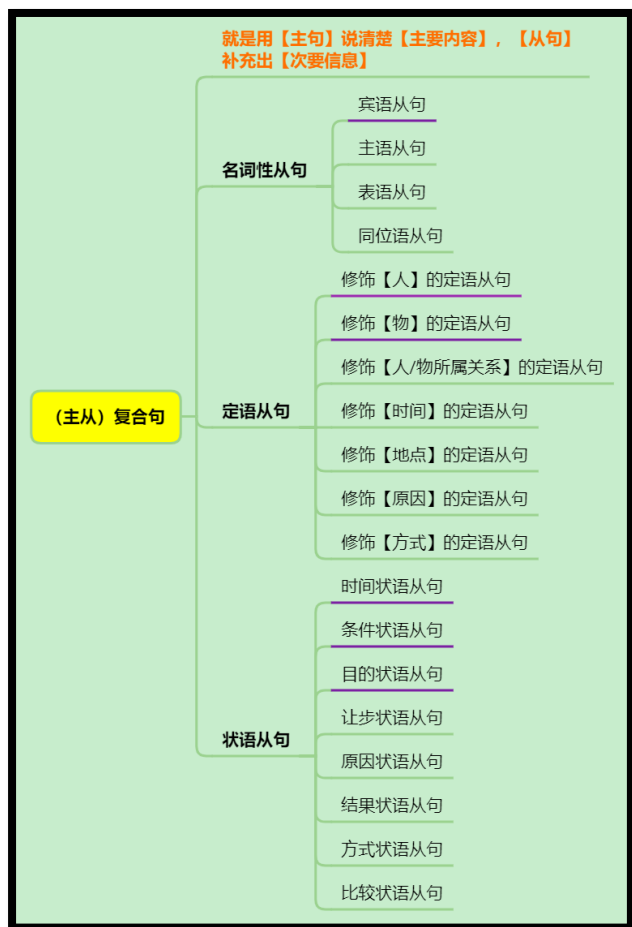 就是用【主句】说清楚【主要内容】，【从句】
补充出【次要信息】
宾语从句
主语从句
名词性从句
表语从句
同位语从句
修饰【人】的定语从句
修饰【物】的定语从句
修饰【人/物所属关系】的定语从句
（主从）复合句
定语从句
修饰【时间】的定语从句
修饰【地点】的定语从句
修饰【原因】的定语从句
修饰【方式】的定语从句
时间状语从句
条件状语从句
目的状语从句
让步状语从句
状语从句
原因状语从句
结果状语从句
方式状语从句
比较状语从句